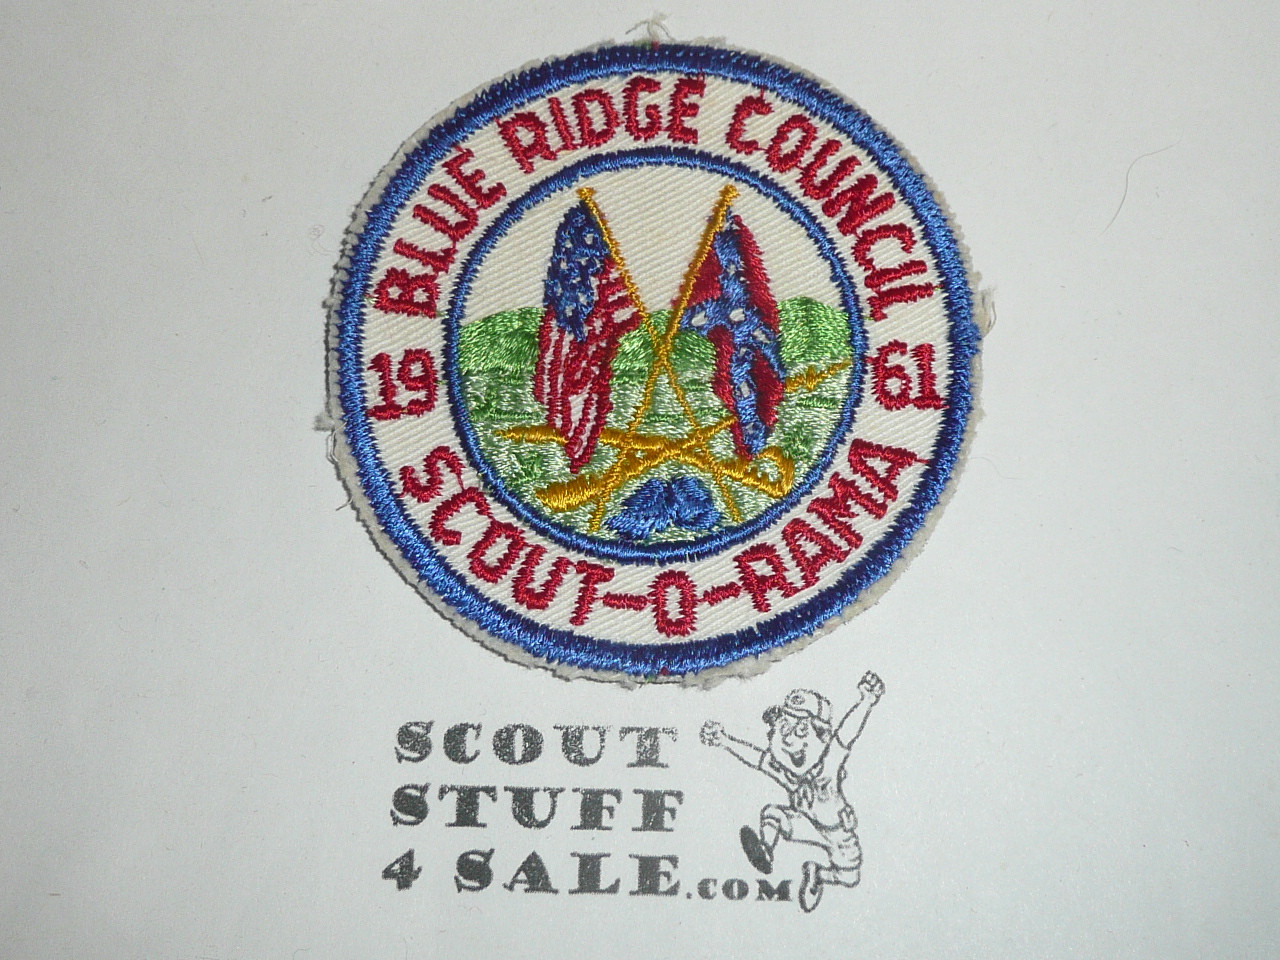 BLUE RIDGE COUNCIL
19 61
SCOUT-O-RAMA
SCOUT
STUFF
4 SALE.COM